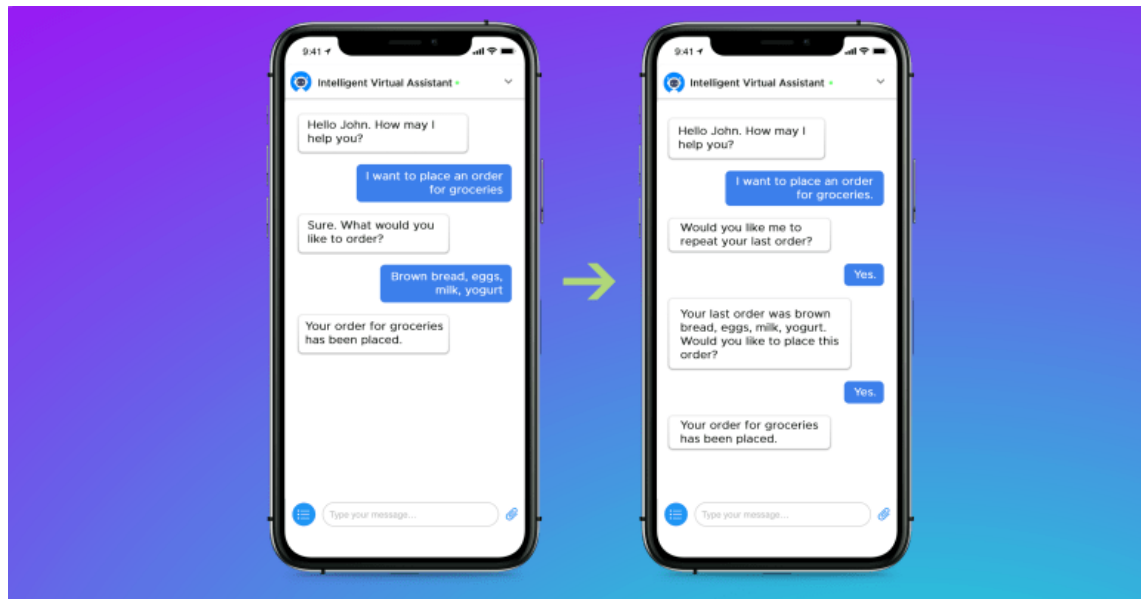 9:41
Intelligent Virtual Assistant
Hello John. How may I
help you?
I want to place an order
for groceries
Sure. What would you
like to order?
Brown bread, eggs,
milk, yogurt
Your order for groceries
has been placed.
Type your message...
9:41
Intelligent Virtual Assistant
Hello John. How may I
help you?
I want to place an order
for groceries.
Would you like me to
repeat your last order?
Yes.
Your last order was brown
bread, eggs, milk, yogurt.
Would you like to place this
order?
Yes.
Your order for groceries
has been placed.
Type your message...